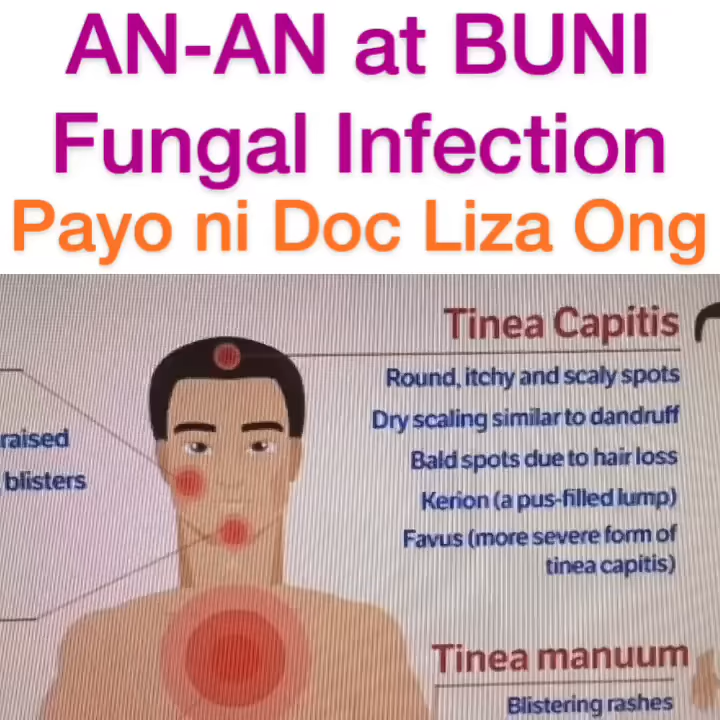 AN-AN at BUNI
Fungal Infection
Payo ni Doc Liza Ong
raised
blisters
Tinea Capitis
Round, itchy and scaly spots
Dry scaling similar to dandruff
Bald spots due to hair loss
Kerion (a pus-filled lump)
Favus (more severe form of
tinea capitis)
Tinea manuum
Blistering rashes